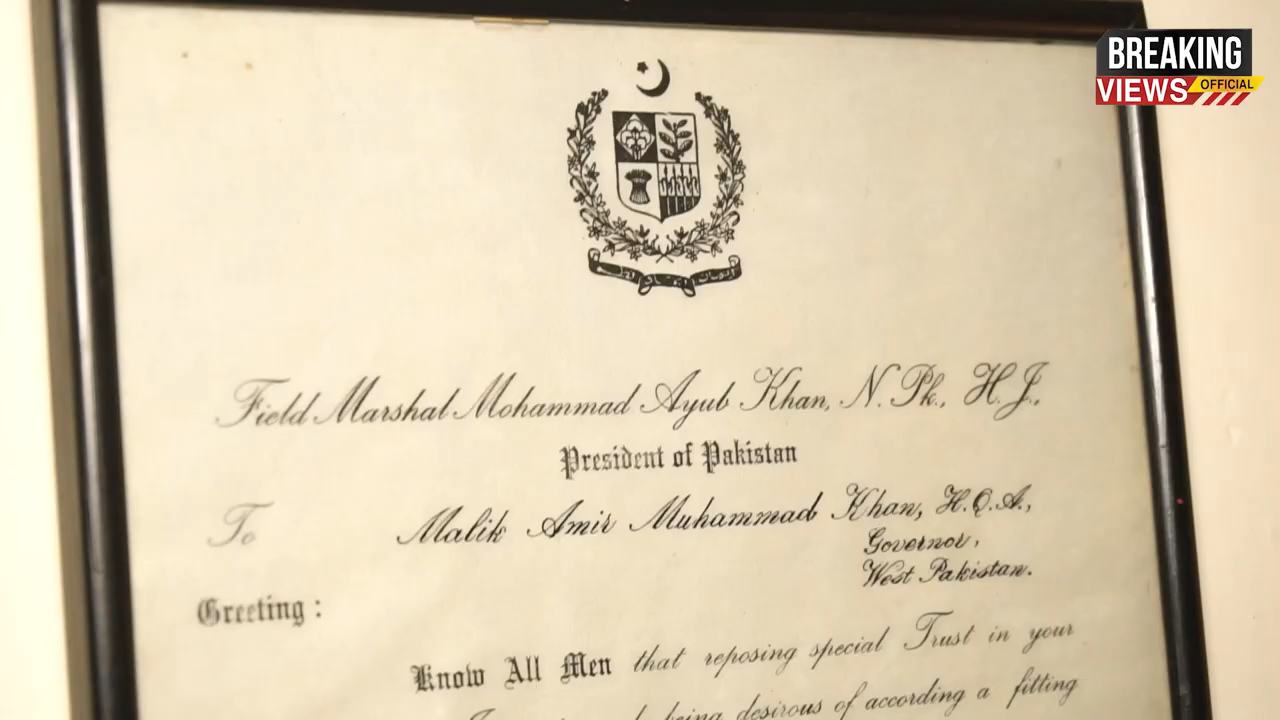 BREAKING
VIEWS OFFICIAL
Field Marshal Mohammad Ayub Khan, N. Pk., H. J.,
President of Pakistan
To Malik Amir Muhammad Khan, H.Q.A.,
Governor,
West Pakistan.
Greeting :
Know All Men that reposing special Trust in your
being desirous of according a fitting